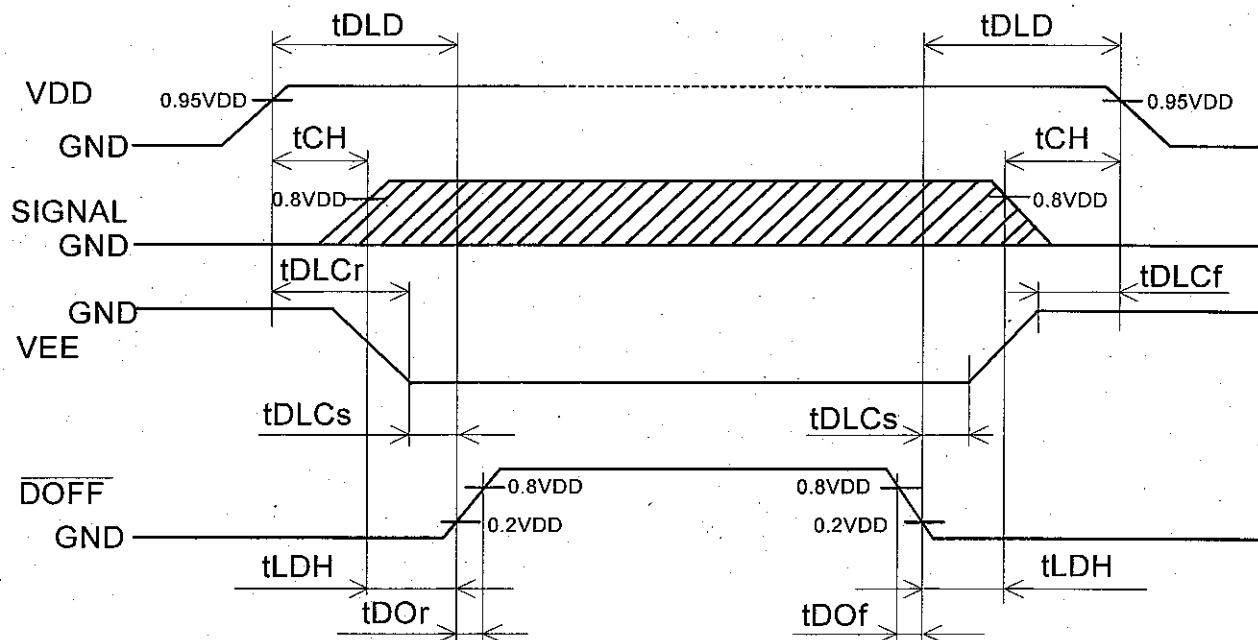 tDLD tDLD
VDD 0.95VDD 0.95VDD
GND
tCH tCH
0.8VDD 0.8VDD
SIGNAL
GND
tDLCr tDLCf
GND
VEE
tDLCs tDLCs
DOFF 0.8VDD 0.8VDD
0.2VDD 0.2VDD
GND
tLDH tLDH
tDOr tDOf